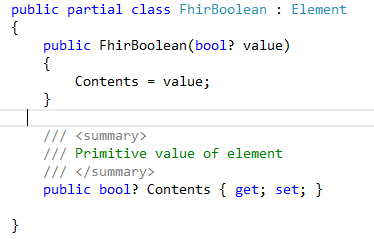 public partial class FhirBoolean : Element
{
    public FhirBoolean(bool? value)
    {
        Contents = value;
    }
    /// <summary>
    /// Primitive value of element
    /// </summary>
    public bool? Contents { get; set; }
}